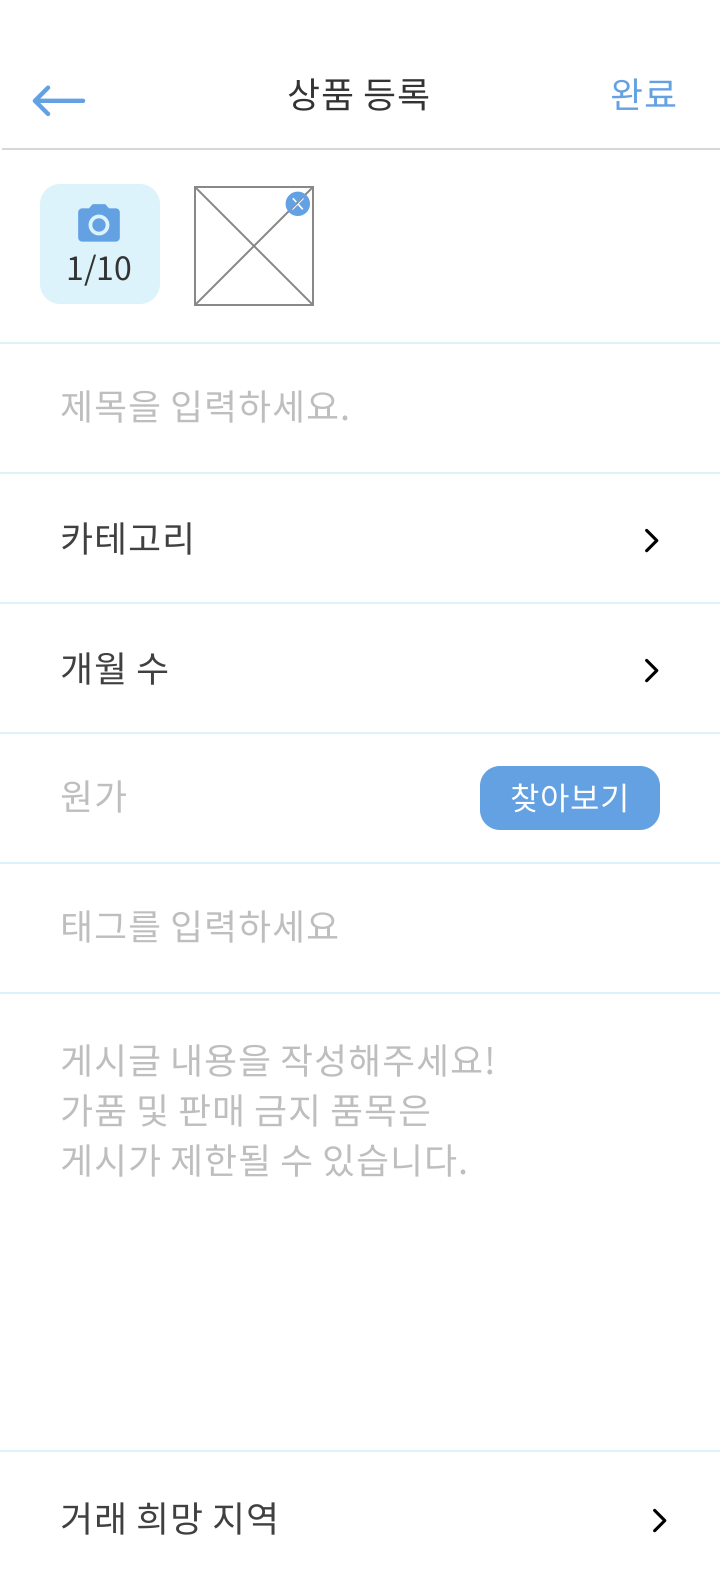 상품 등록
완료
1/10
제목을 입력하세요.
카테고리
개월 수
원가
찾아보기
태그를 입력하세요
게시글 내용을 작성해주세요!
가품 및 판매 금지 품목은
게시가 제한될 수 있습니다.
거래 희망 지역